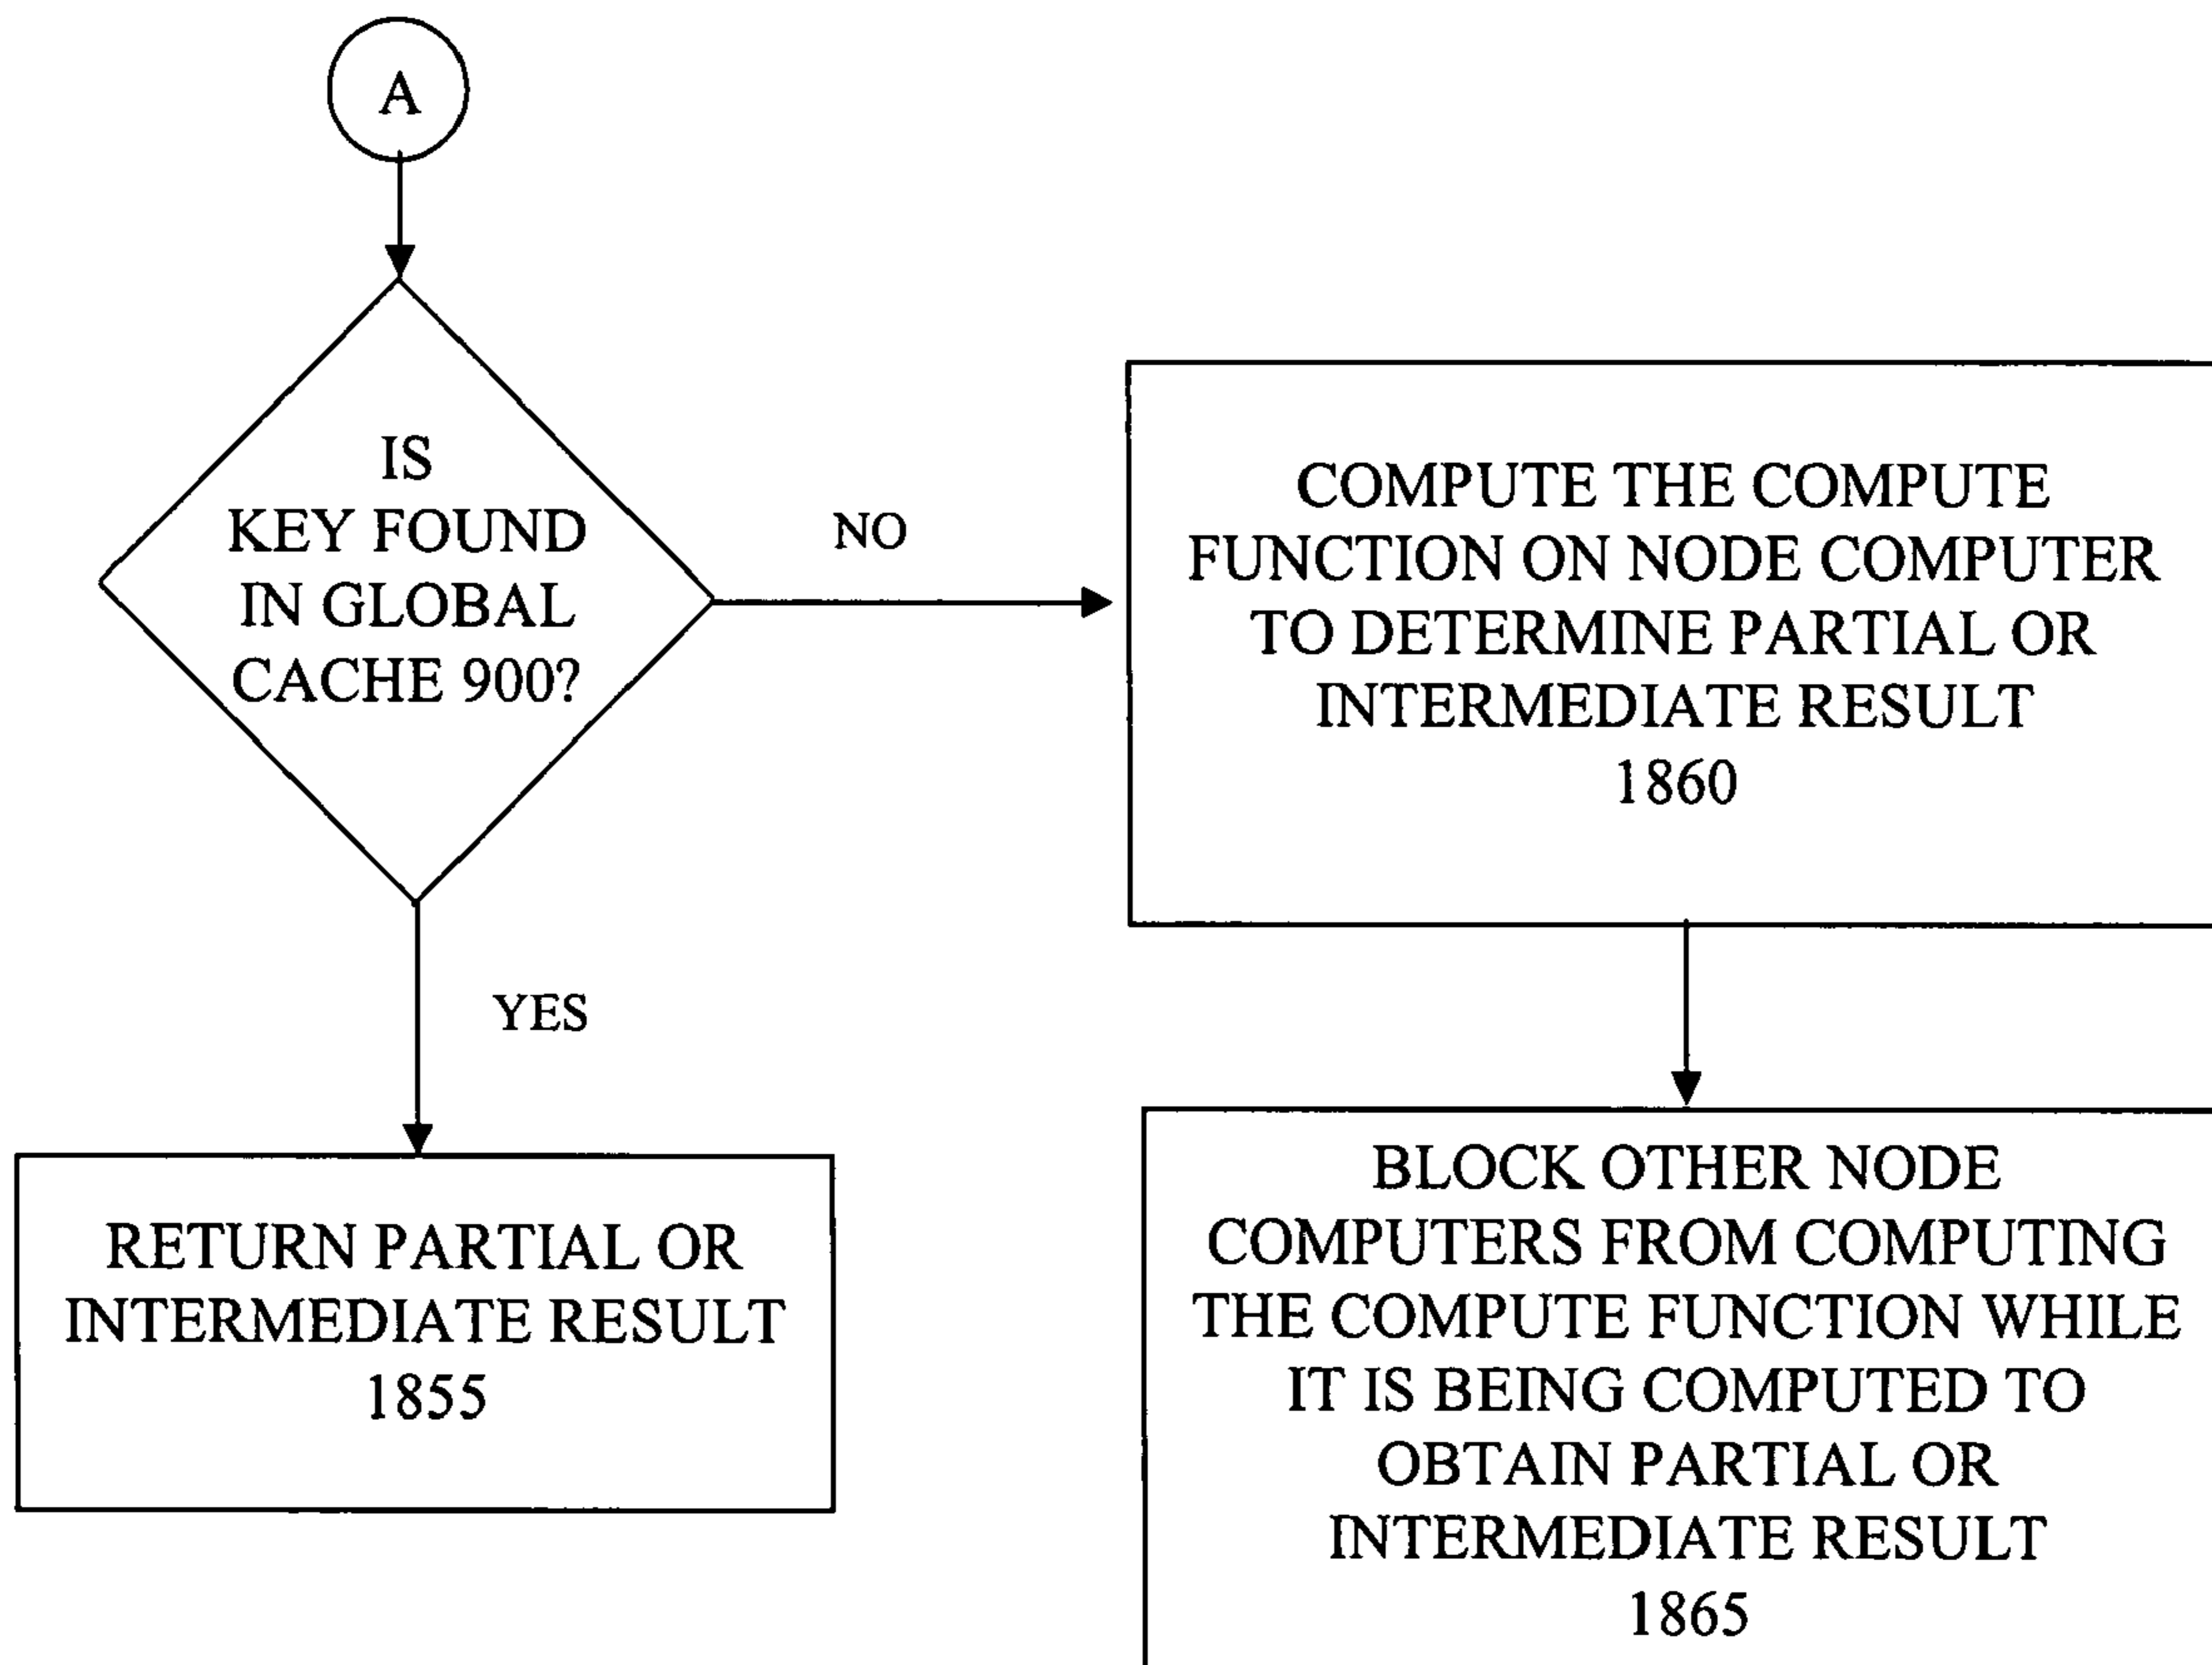 A
IS
KEY FOUND
IN GLOBAL
CACHE 900?
NO
COMPUTE THE COMPUTE
FUNCTION ON NODE COMPUTER
TO DETERMINE PARTIAL OR
INTERMEDIATE RESULT
1860
YES
RETURN PARTIAL OR
INTERMEDIATE RESULT
1855
BLOCK OTHER NODE
COMPUTERS FROM COMPUTING
THE COMPUTE FUNCTION WHILE
IT IS BEING COMPUTED TO
OBTAIN PARTIAL OR
INTERMEDIATE RESULT
1865